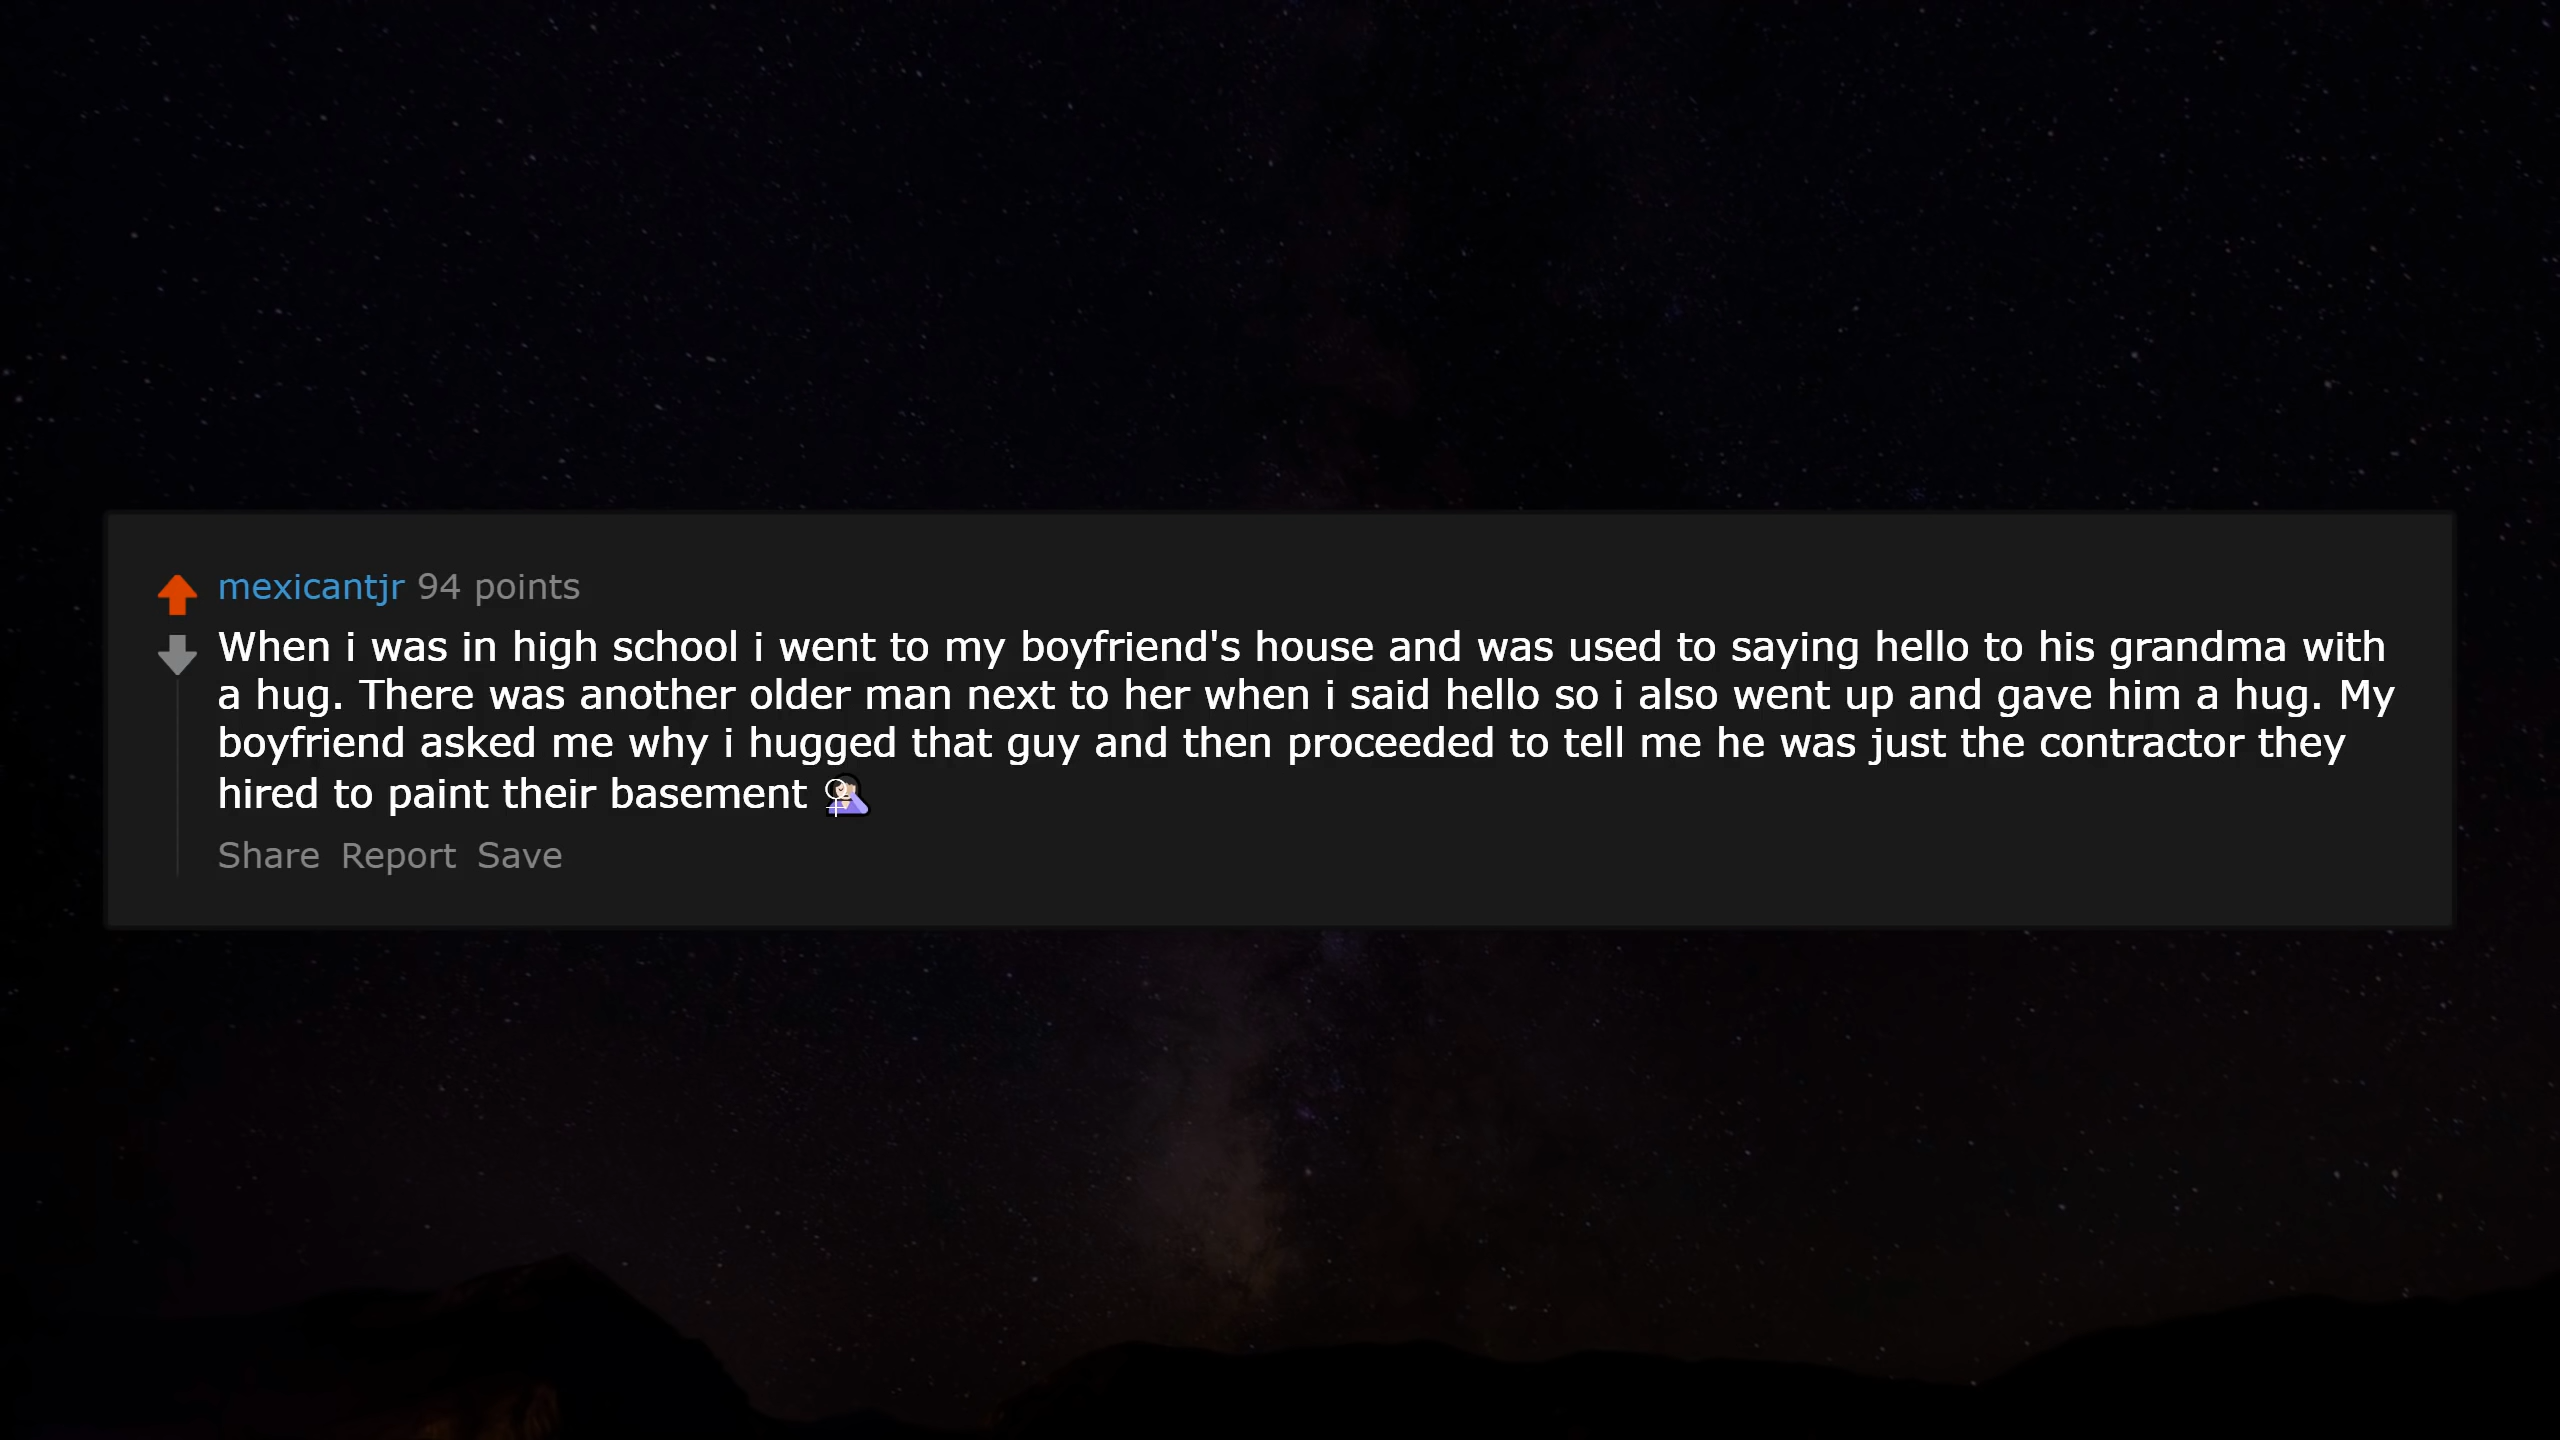 mexicantjr 94 points
When i was in high school i went to my boyfriend's house and was used to saying hello to his grandma with
a hug. There was another older man next to her when i said hello so i also went up and gave him a hug. My
boyfriend asked me why i hugged that guy and then proceeded to tell me he was just the contractor they
hired to paint their basement
Share Report Save